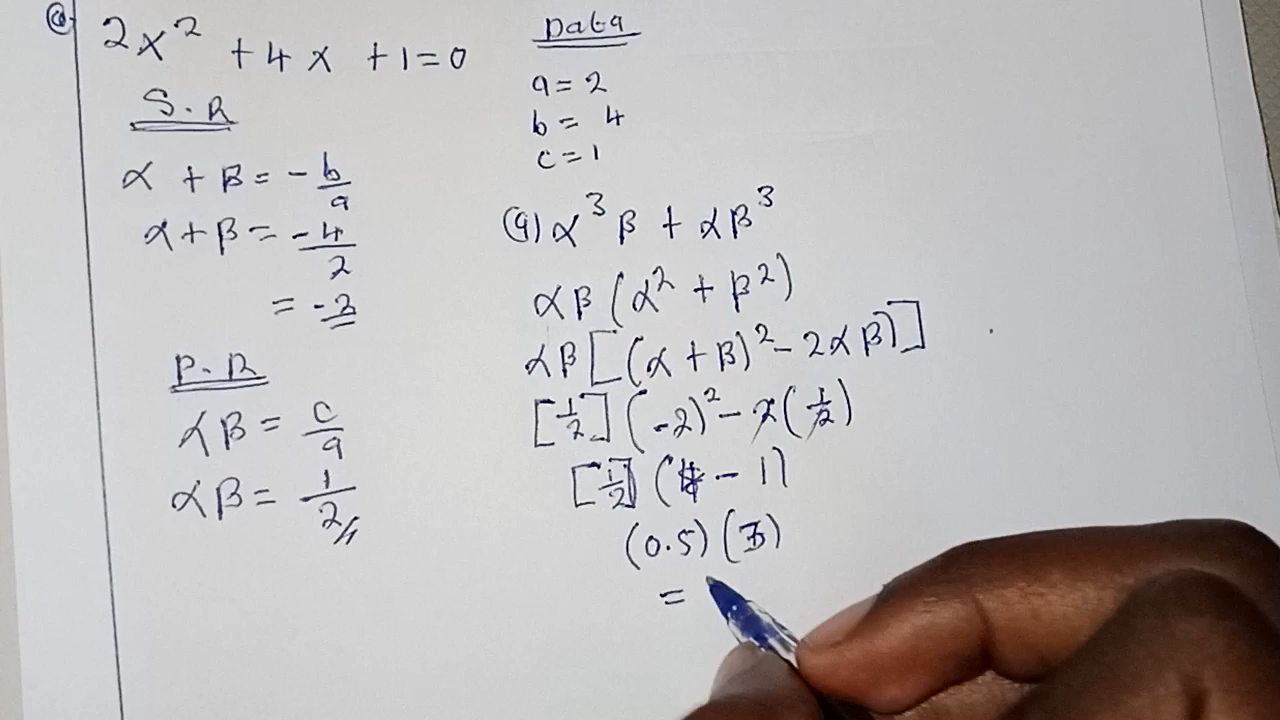 2x² + 4x + 1 = 0
S.R
α + β = -b/a
α + β = -4/2
= -2
P.R
αβ = c/a
αβ = 1/2
Data
a = 2
b = 4
c = 1
(a) α³β + αβ³
αβ(α² + β²)
αβ[(α + β)² - 2αβ)]
[1/2](-2)² - 2(1/2)
[1/2](4 - 1)
(0.5)(3)
=